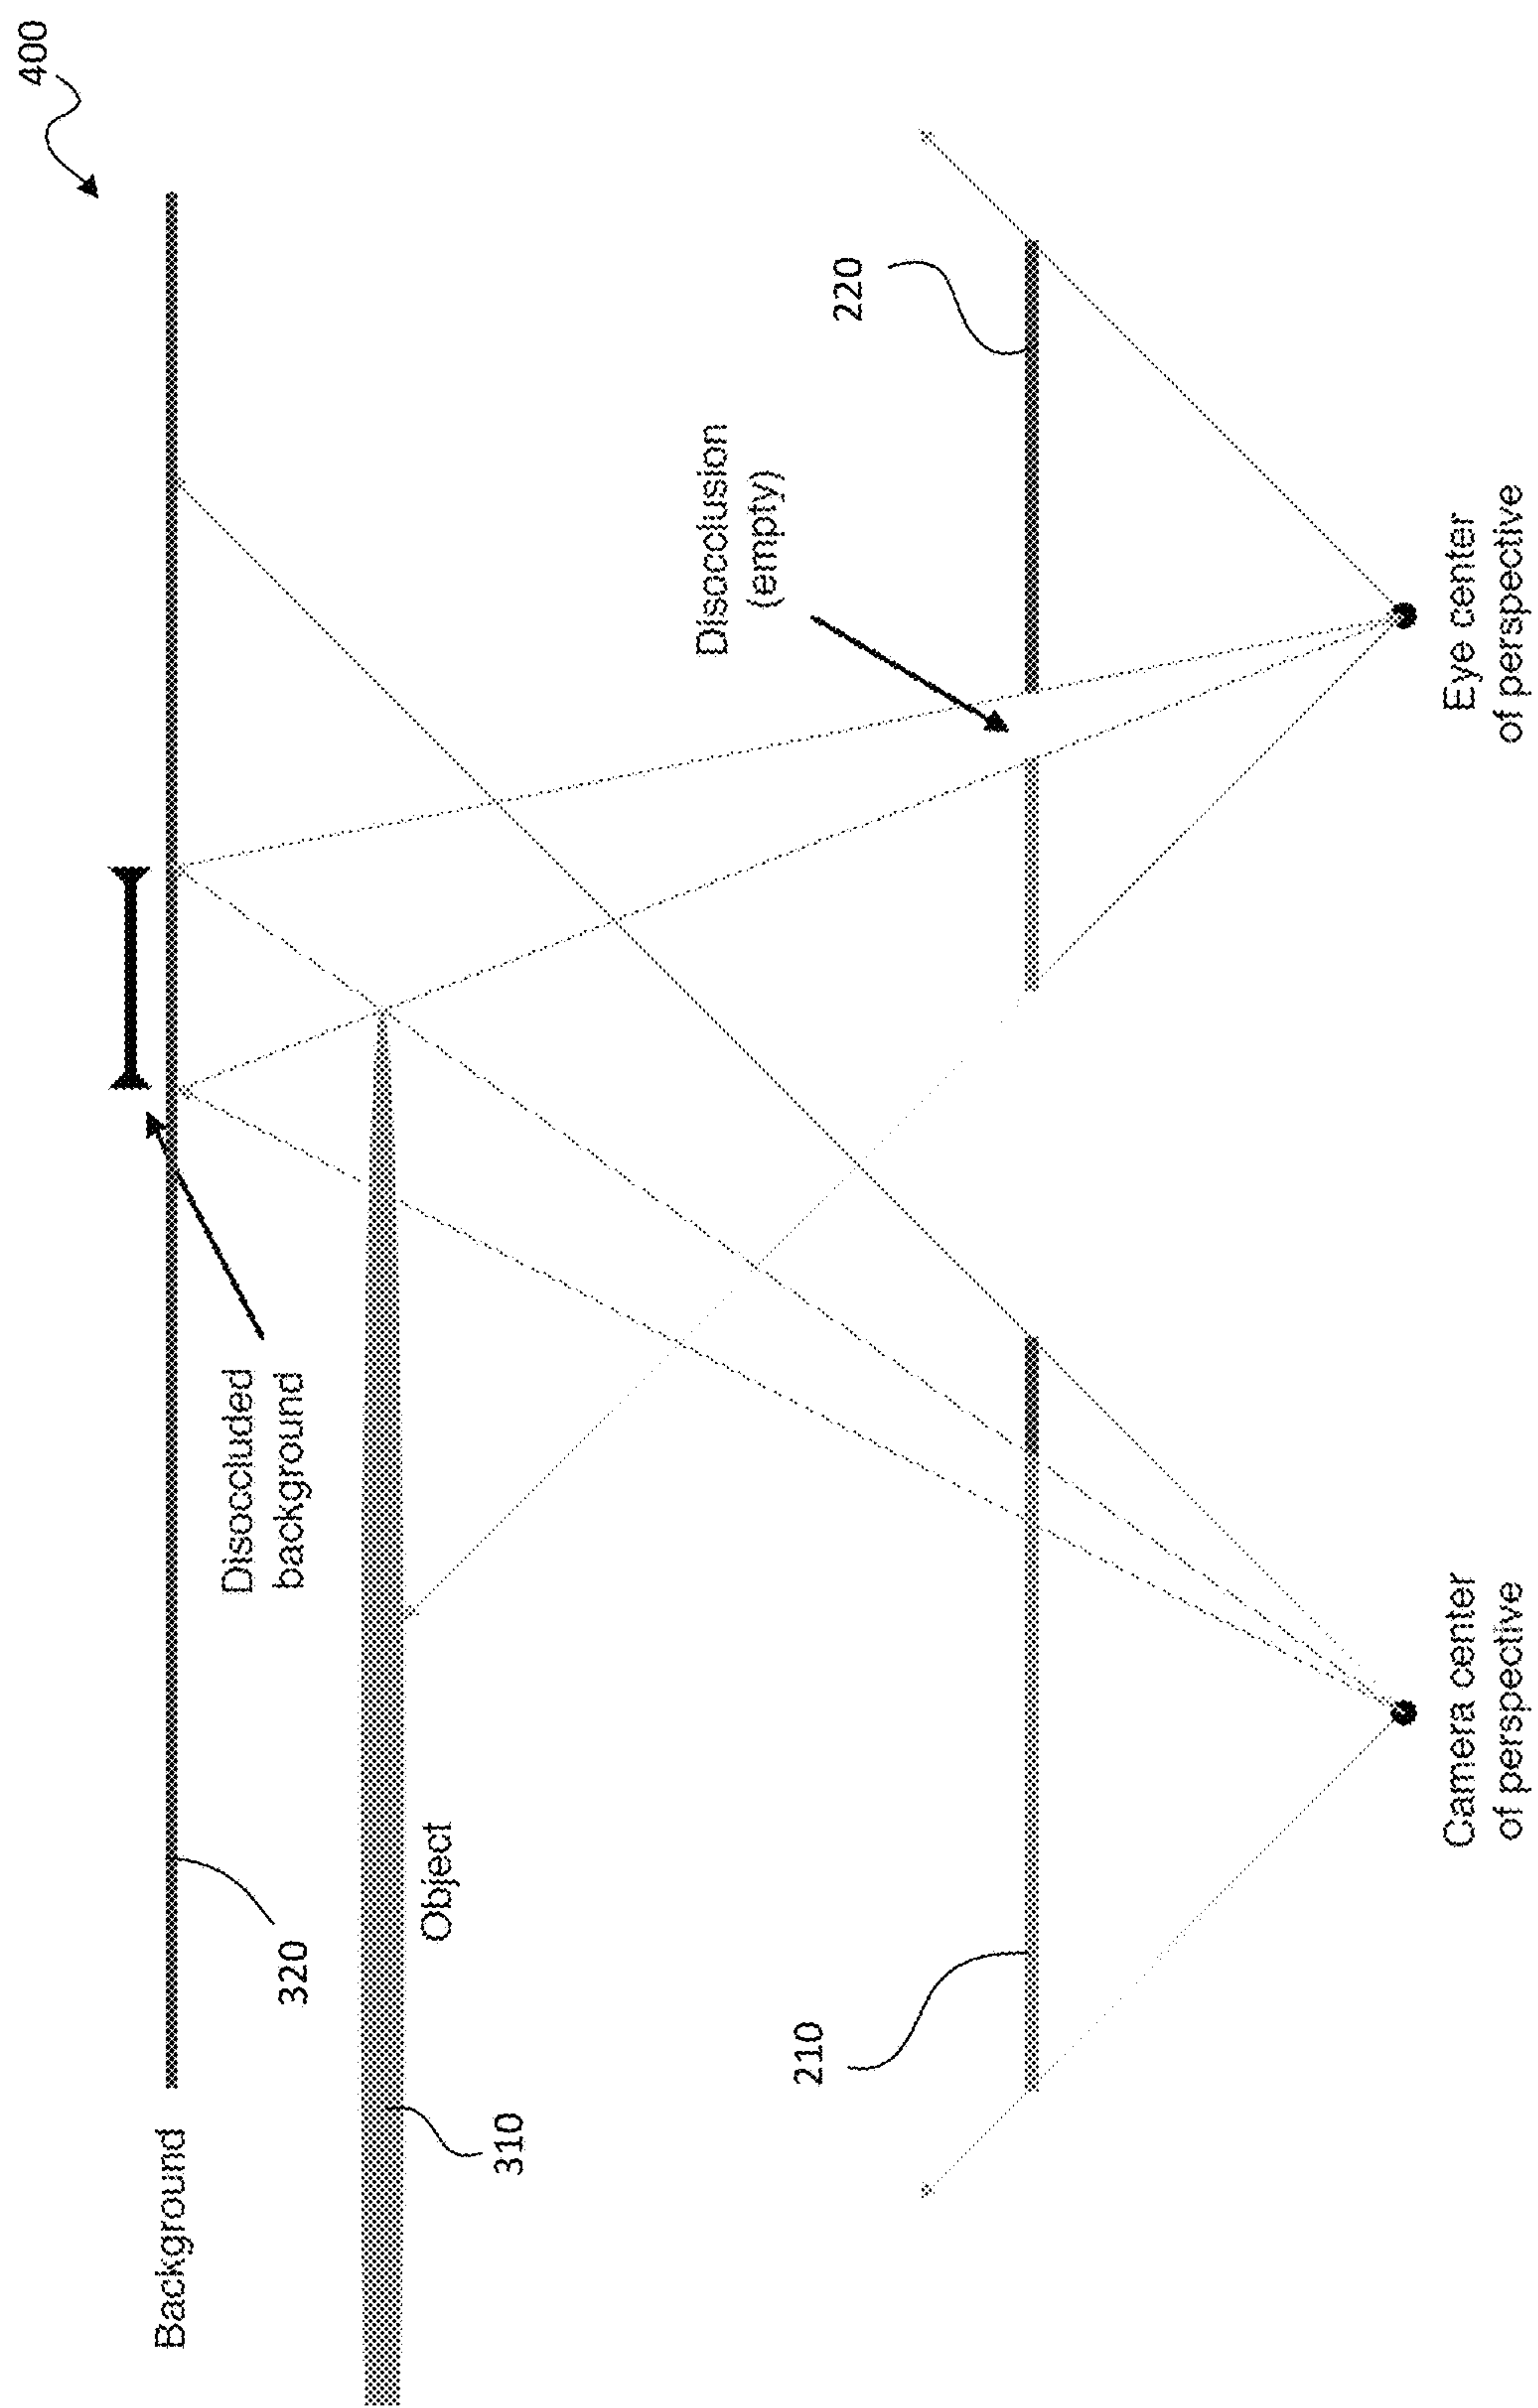 400
Background
320
Disoccluded
background
310
Object
Disocclusion
(empty)
210
220
Camera center
of perspective
Eye center
of perspective